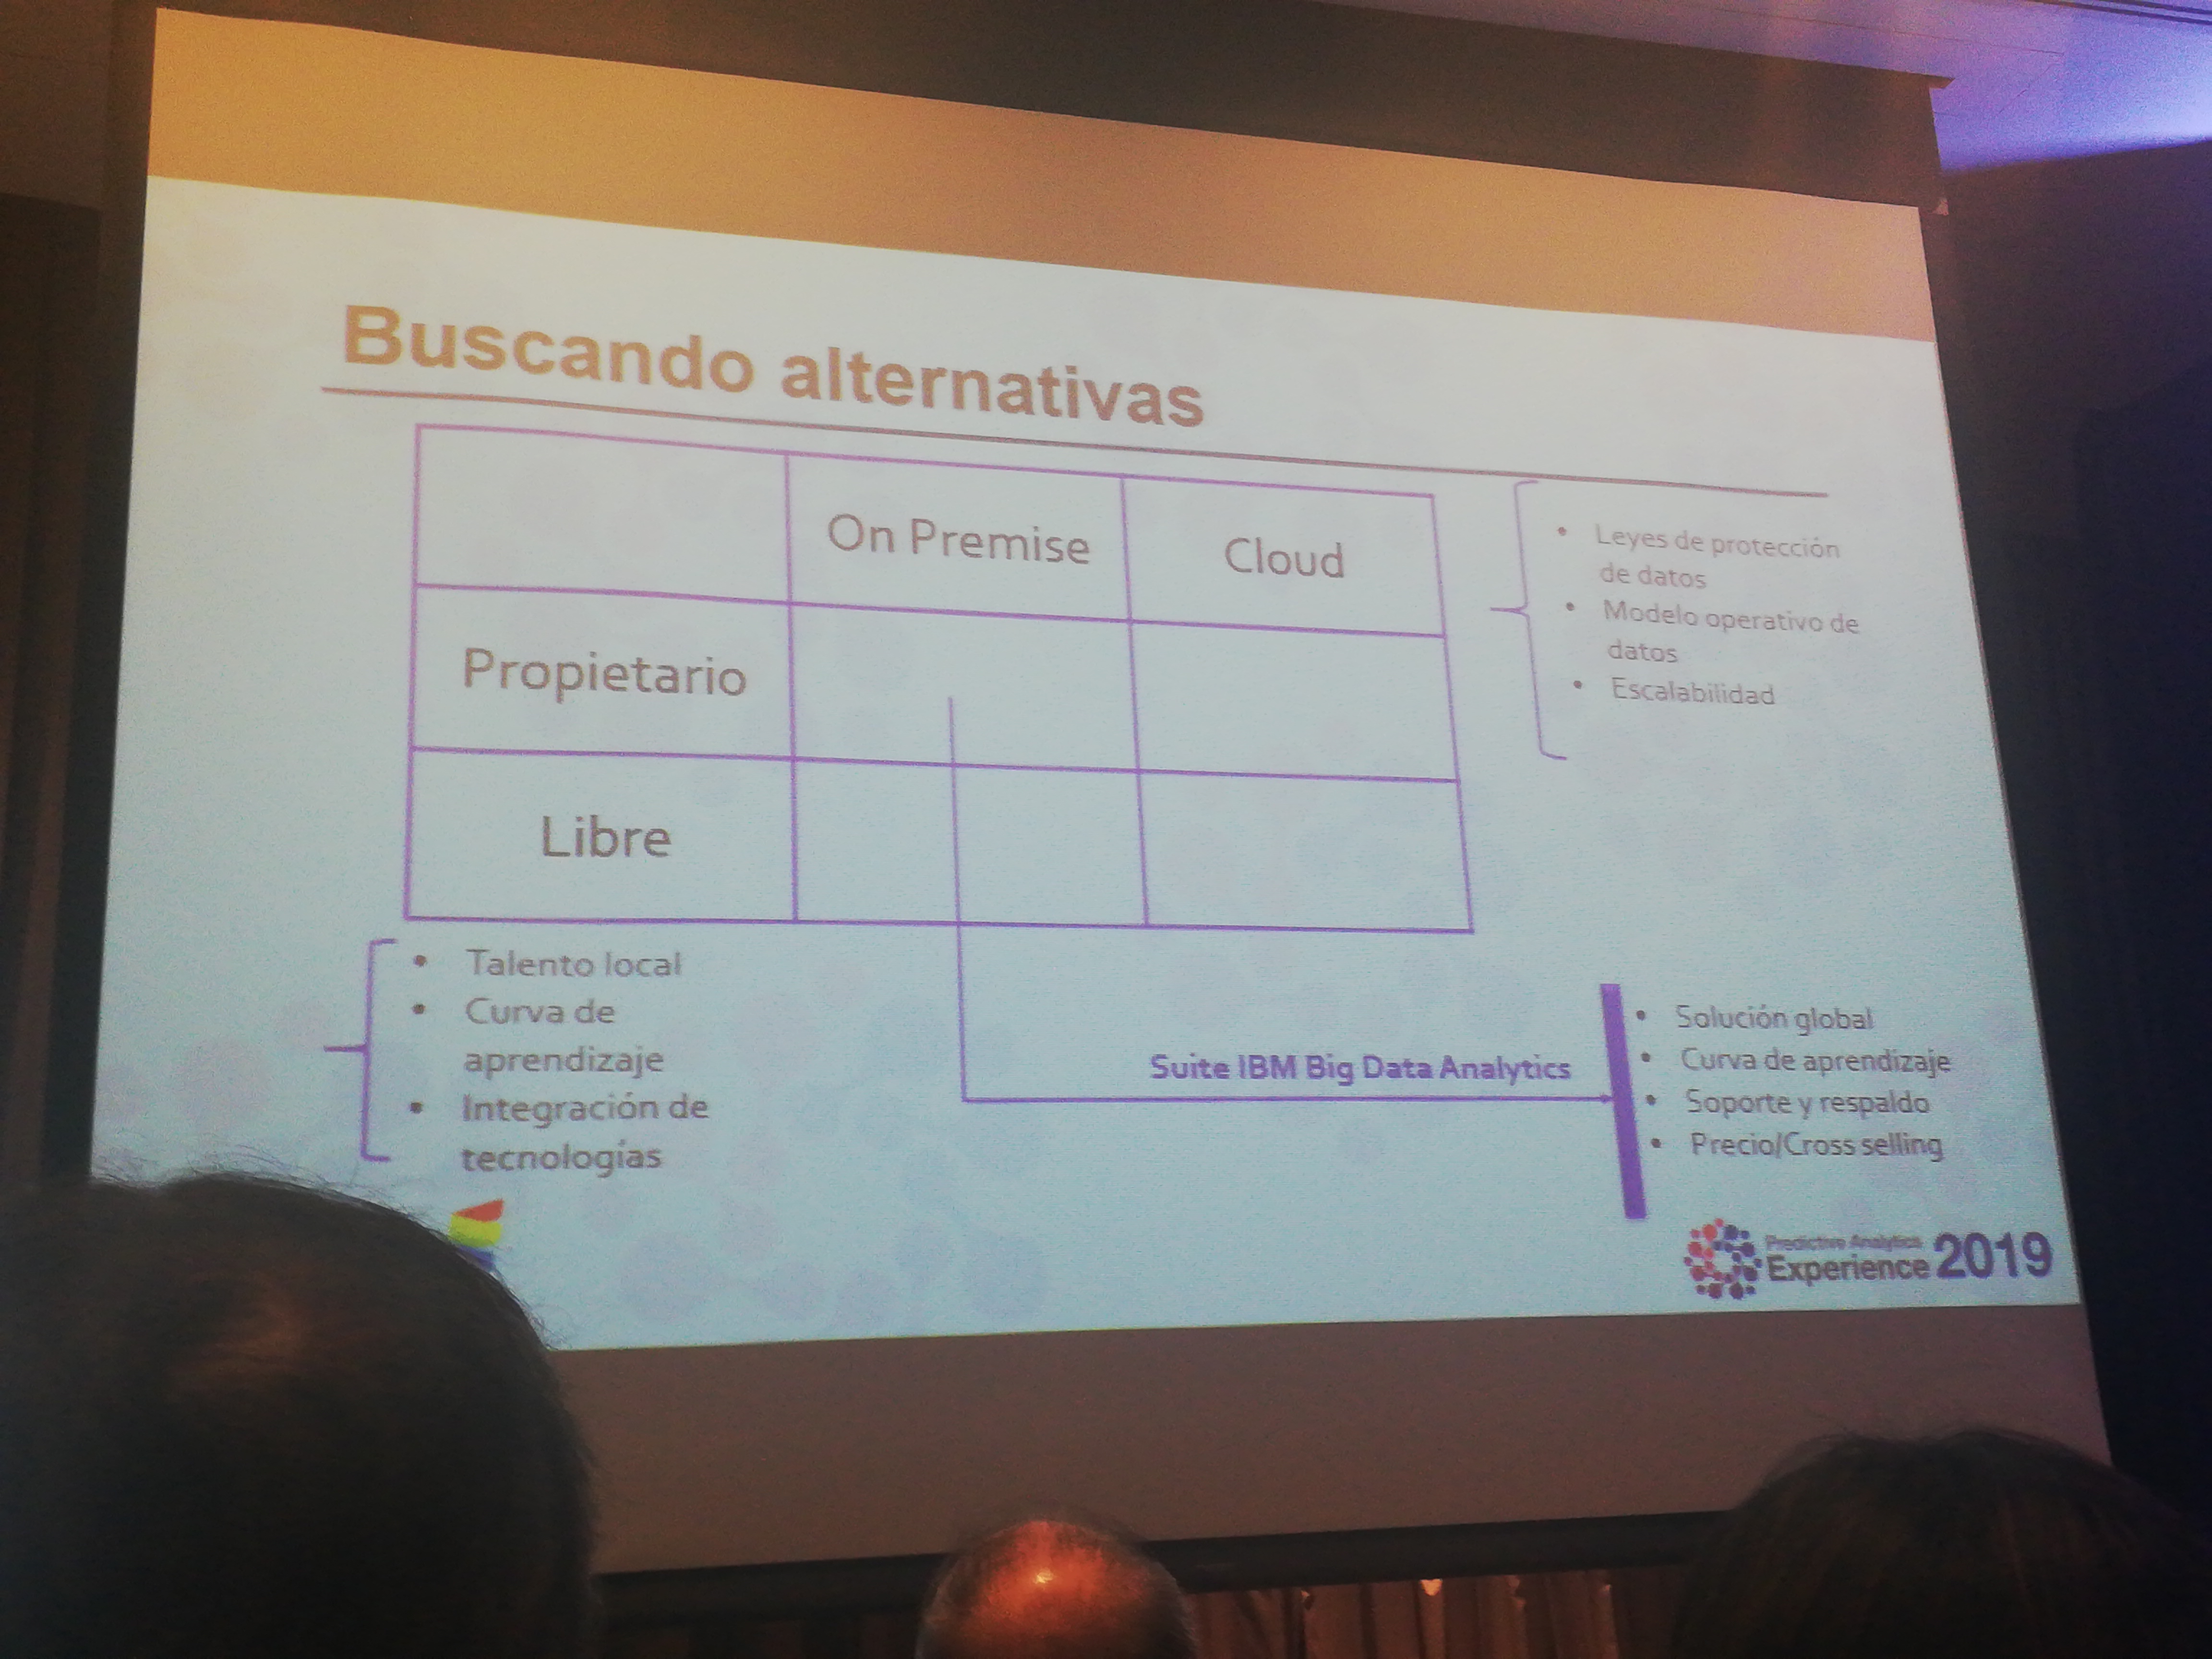 Buscando alternativas
On Premise
Cloud
Propietario
Libre
• Leyes de protección
de datos
• Modelo operativo de
datos
• Escalabilidad
• Talento local
• Curva de
aprendizaje
• Integración de
tecnologías
Suite IBM Big Data Analytics
• Solución global
• Curva de aprendizaje
• Soporte y respaldo
• Precio/Cross selling
Predictive Analytics
Experience 2019